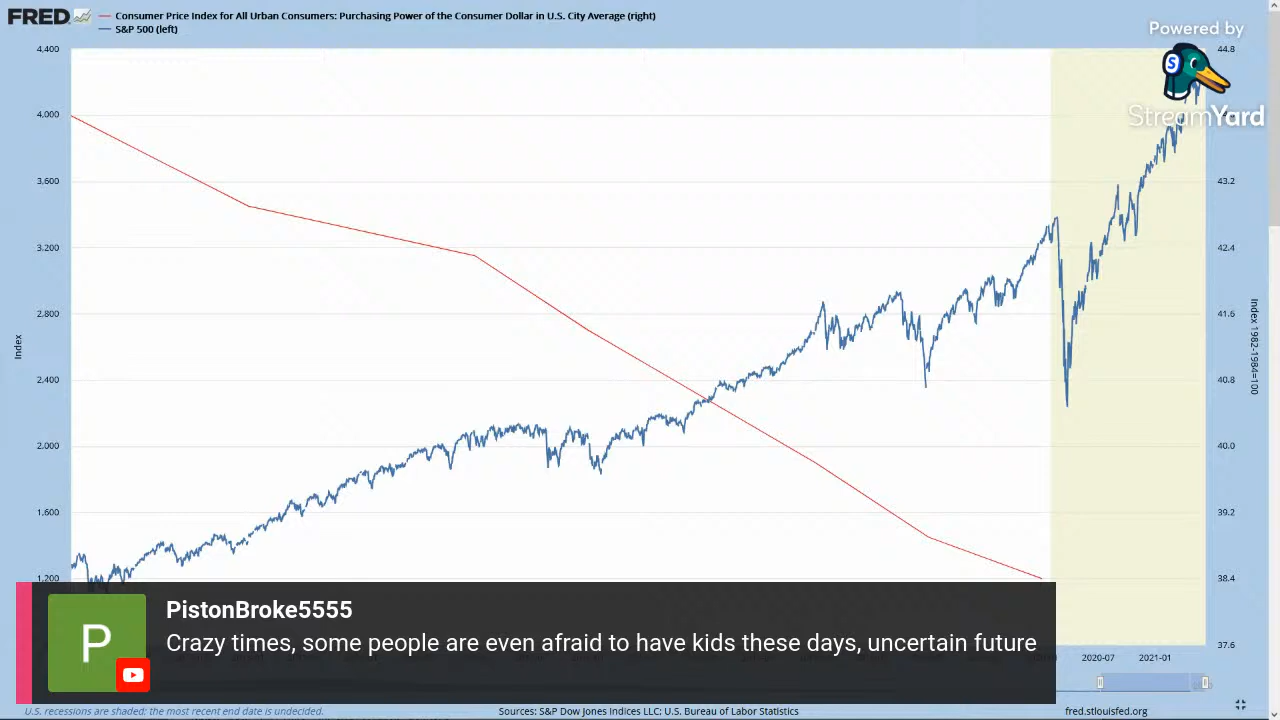 FRED
Consumer Price Index for All Urban Consumers: Purchasing Power of the Consumer Dollar in U.S. City Average (right)
S&P 500 (left)
Powered by
S
StreamYard
4,400
4,000
3,600
3,200
2,800
2,400
2,000
1,600
1,200
Index
44.8
43.2
42.4
41.6
40.8
40.0
39.2
38.4
37.6
Index 1982-1984=100
P
PistonBroke5555
Crazy times, some people are even afraid to have kids these days, uncertain future
2020-07
2021-01
U.S. recessions are shaded; the most recent end date is undecided.
Sources: S&P Dow Jones Indices LLC; U.S. Bureau of Labor Statistics
fred.stlouisfed.org